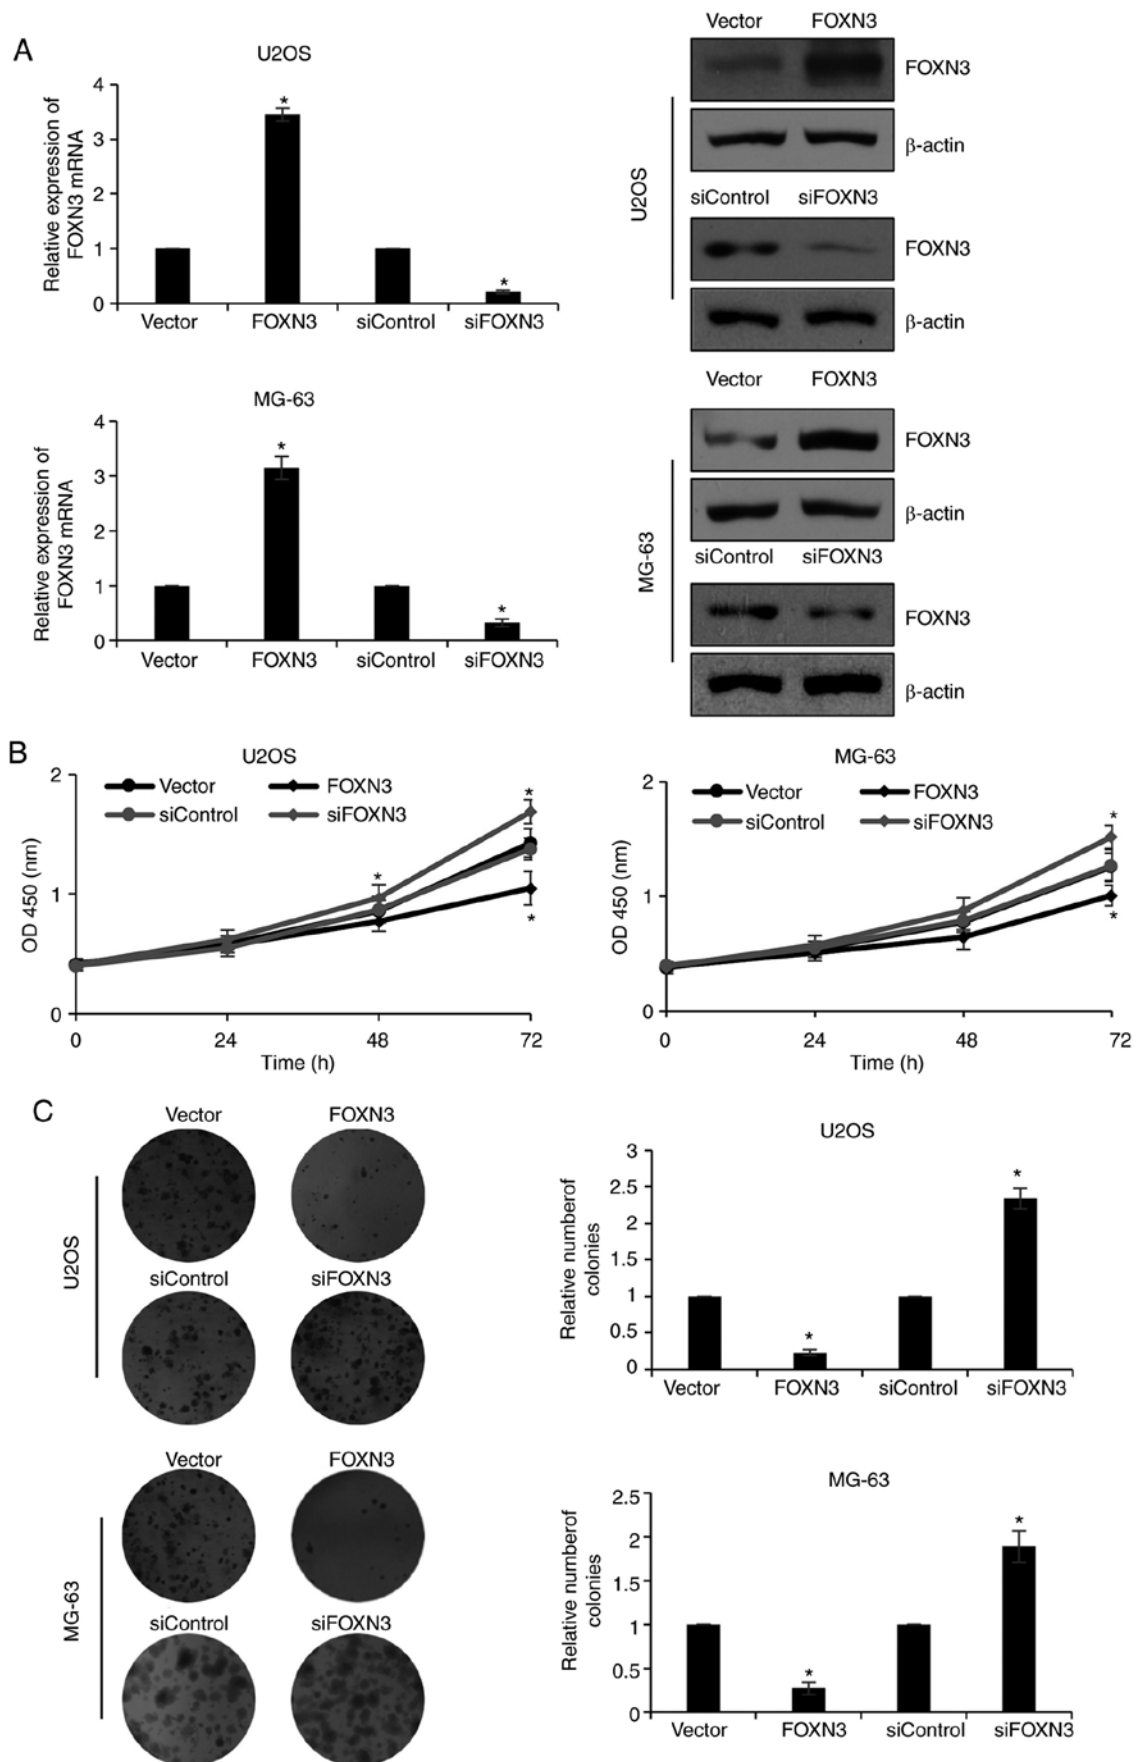 A
U2OS
Relative expression of
FOXN3 mRNA
4
3
2
1
0
*
*
Vector FOXN3 siControl siFOXN3
MG-63
Relative expression of
FOXN3 mRNA
4
3
2
1
0
*
*
Vector FOXN3 siControl siFOXN3
U2OS
Vector FOXN3
FOXN3
β-actin
siControl siFOXN3
FOXN3
β-actin
MG-63
Vector FOXN3
FOXN3
β-actin
siControl siFOXN3
FOXN3
β-actin
B
U2OS
Vector FOXN3
siControl siFOXN3
OD 450 (nm)
2
1
0
*
*
*
0 24 48 72
Time (h)
MG-63
Vector FOXN3
siControl siFOXN3
OD 450 (nm)
2
1
0
*
*
0 24 48 72
Time (h)
C
U2OS
Vector FOXN3
siControl siFOXN3
MG-63
Vector FOXN3
siControl siFOXN3
U2OS
Relative numberof
colonies
3
2.5
2
1
0.5
0
*
*
Vector FOXN3 siControl siFOXN3
MG-63
Relative numberof
colonies
2.5
2
1.5
1
0.5
0
*
*
Vector FOXN3 siControl siFOXN3